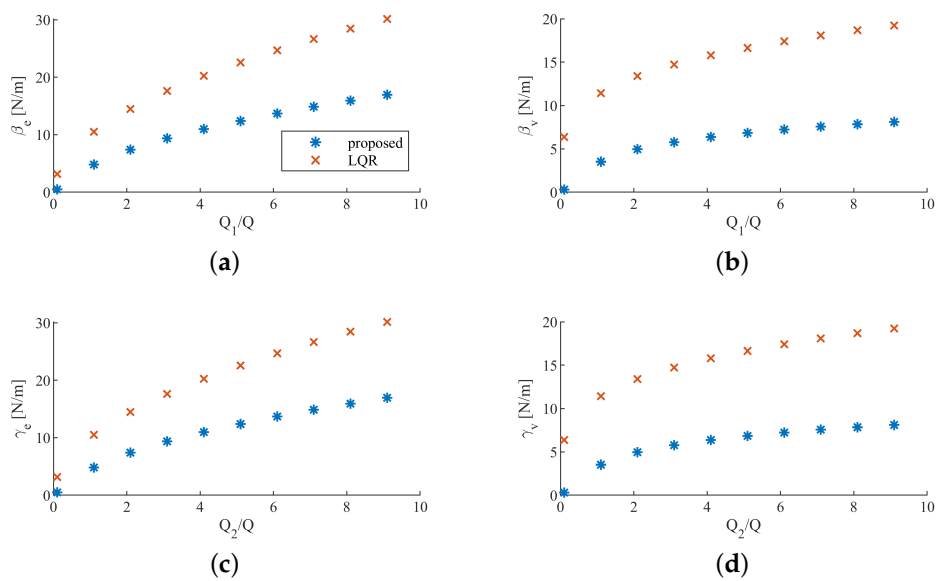 30
20
10
0
β_e [N/m]
0 2 4 6 8 10
Q_1/Q
proposed
LQR
(a)
20
15
10
5
0
β_v [N/m]
0 2 4 6 8 10
Q_1/Q
(b)
30
20
10
0
γ_e [N/m]
0 2 4 6 8 10
Q_2/Q
(c)
20
15
10
5
0
γ_v [N/m]
0 2 4 6 8 10
Q_2/Q
(d)